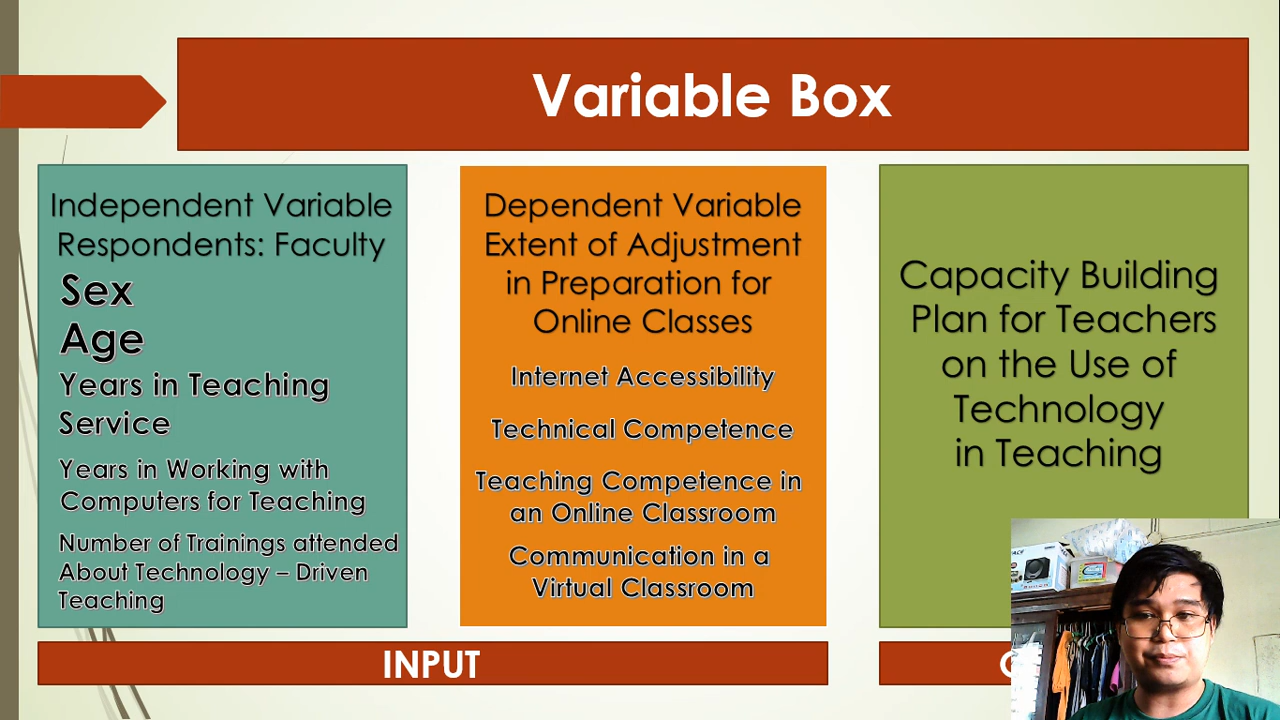 Variable Box
Independent Variable
Respondents: Faculty
Sex
Age
Years in Teaching
Service
Years in Working with
Computers for Teaching
Number of Trainings attended
About Technology – Driven
Teaching
Dependent Variable
Extent of Adjustment
in Preparation for
Online Classes
Internet Accessibility
Technical Competence
Teaching Competence in
an Online Classroom
Communication in a
Virtual Classroom
Capacity Building
Plan for Teachers
on the Use of
Technology
in Teaching
INPUT